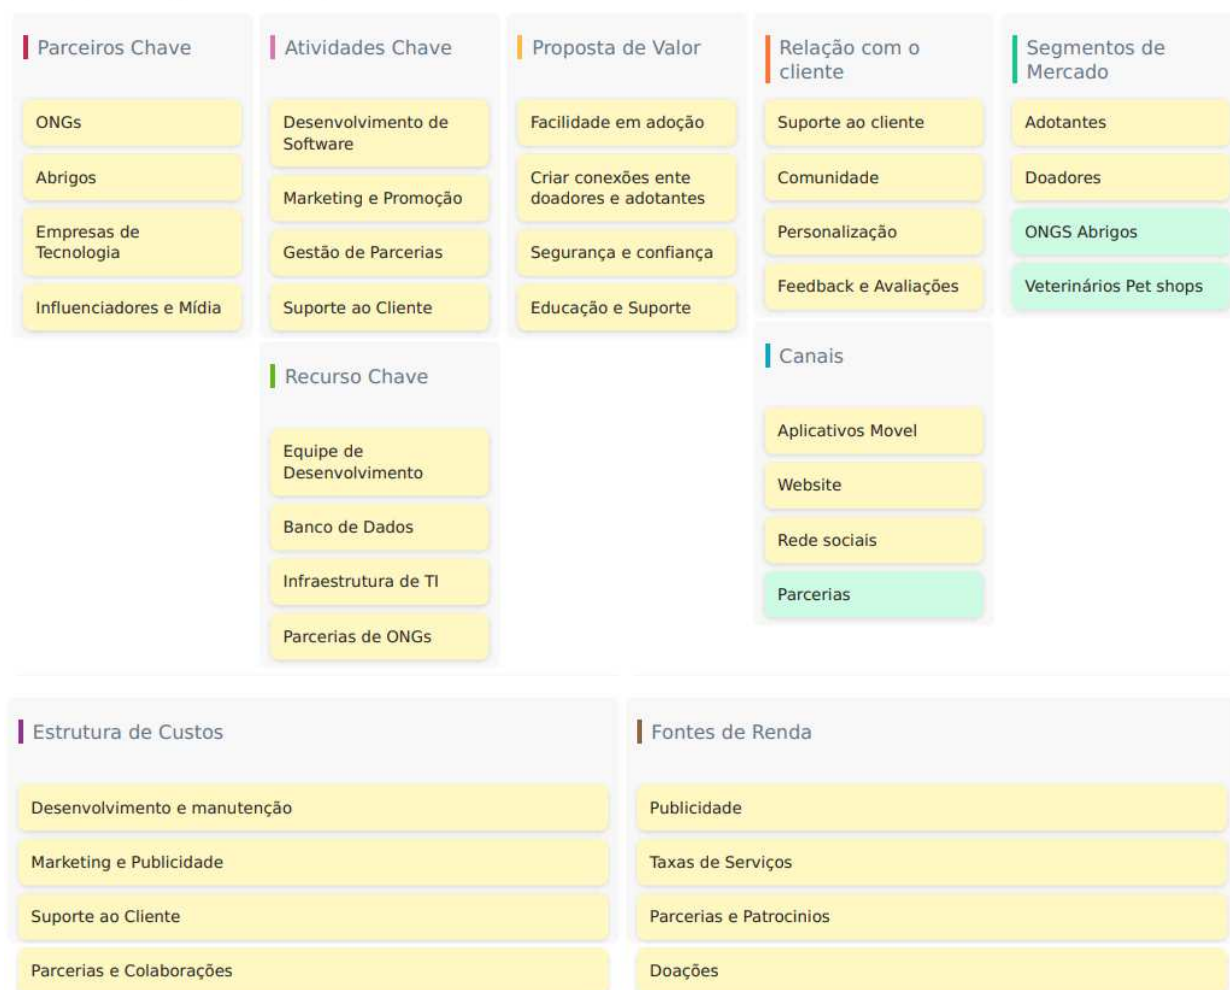 Parceiros Chave
ONGs
Abrigos
Empresas de
Tecnologia
Influenciadores e Mídia
Atividades Chave
Desenvolvimento de
Software
Marketing e Promoção
Gestão de Parcerias
Suporte ao Cliente
Recurso Chave
Equipe de
Desenvolvimento
Banco de Dados
Infraestrutura de TI
Parcerias de ONGs
Proposta de Valor
Facilidade em adoção
Criar conexões ente
doadores e adotantes
Segurança e confiança
Educação e Suporte
Relação com o
cliente
Suporte ao cliente
Comunidade
Personalização
Feedback e Avaliações
Canais
Aplicativos Movel
Website
Rede sociais
Parcerias
Segmentos de
Mercado
Adotantes
Doadores
ONGS Abrigos
Veterinários Pet shops
Estrutura de Custos
Desenvolvimento e manutenção
Marketing e Publicidade
Suporte ao Cliente
Parcerias e Colaborações
Fontes de Renda
Publicidade
Taxas de Serviços
Parcerias e Patrocinios
Doações